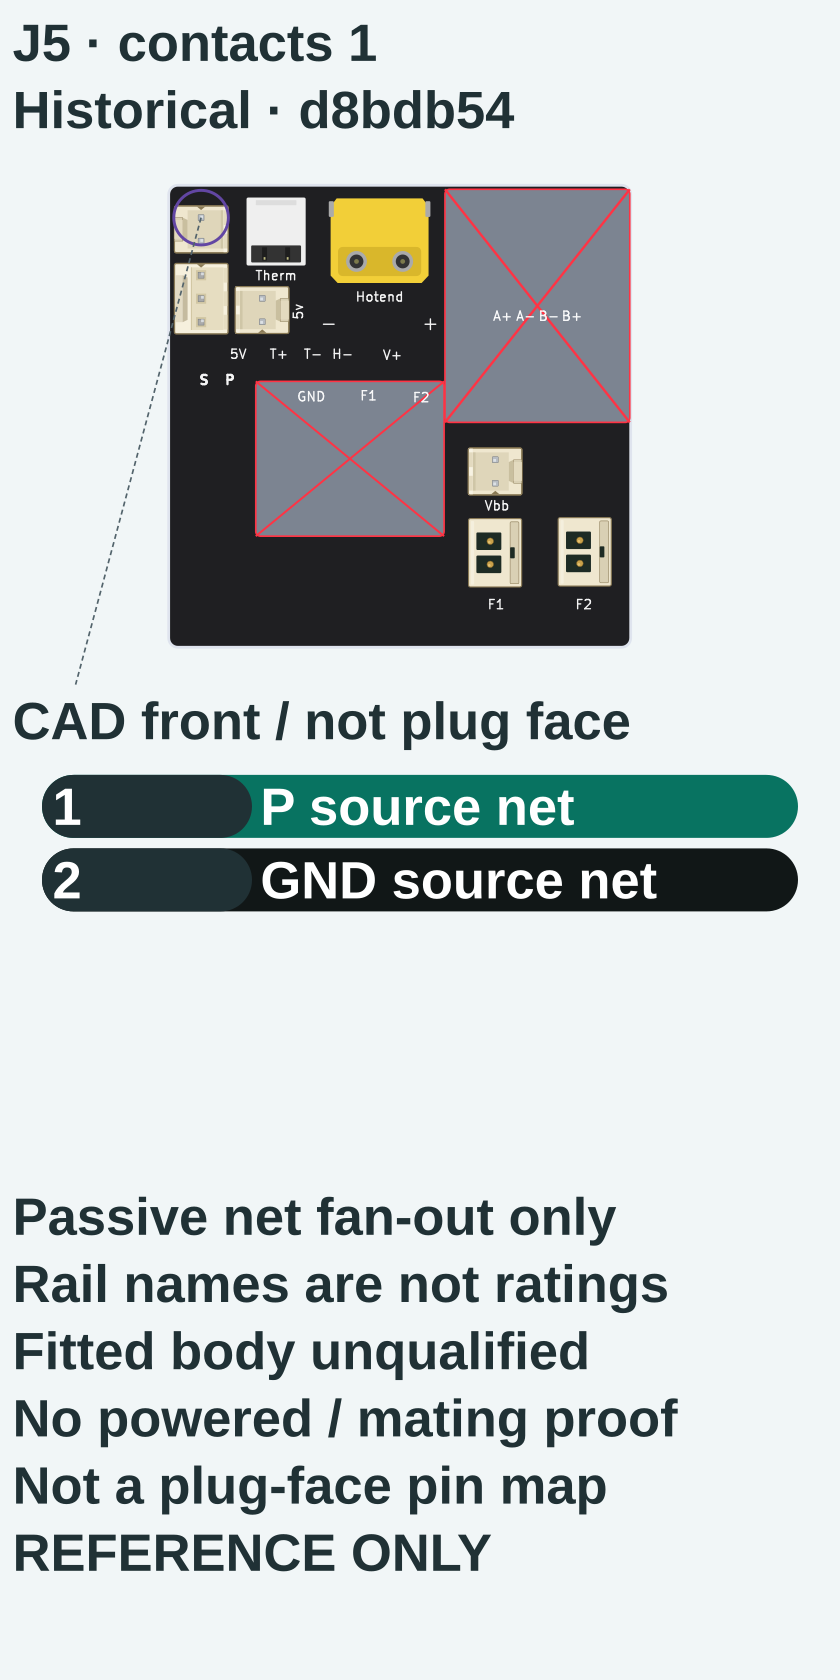 J5 · contacts 1
Historical · d8bdb54
Therm
Hotend
5v
− +
A+ A− B− B+
5V T+ T− H− V+
S P
GND F1 F2
Vbb
F1 F2
CAD front / not plug face
1 P source net
2 GND source net
Passive net fan-out only
Rail names are not ratings
Fitted body unqualified
No powered / mating proof
Not a plug-face pin map
REFERENCE ONLY